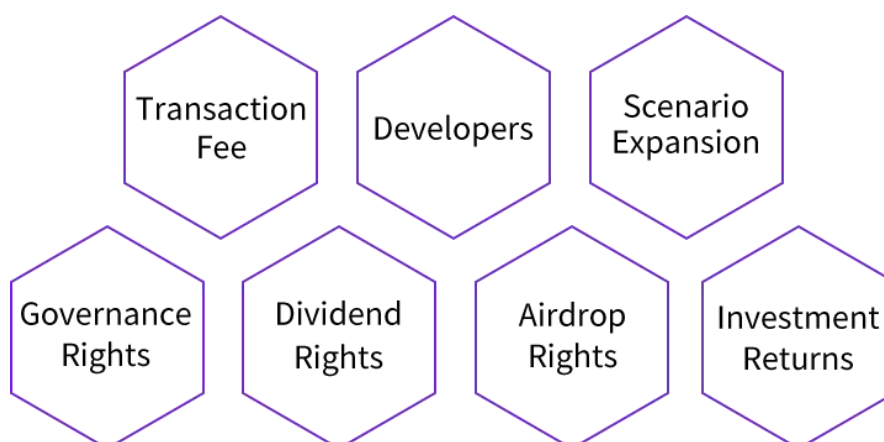 Transaction
Fee
Developers
Scenario
Expansion
Governance
Rights
Dividend
Rights
Airdrop
Rights
Investment
Returns